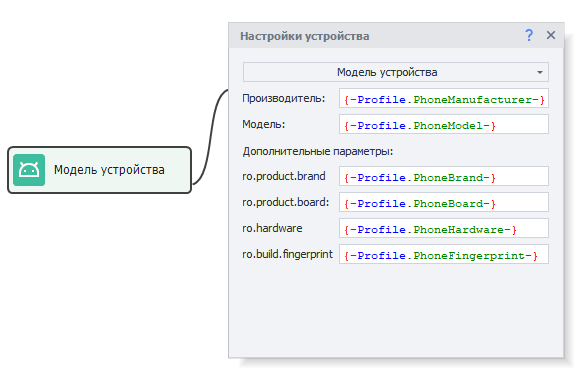 Настройки устройства ? ✕
Модель устройства
Производитель: {-Profile.PhoneManufacturer-}
Модель: {-Profile.PhoneModel-}
Дополнительные параметры:
ro.product.brand {-Profile.PhoneBrand-}
ro.product.board: {-Profile.PhoneBoard-}
ro.hardware {-Profile.PhoneHardware-}
ro.build.fingerprint {-Profile.PhoneFingerprint-}
Модель устройства